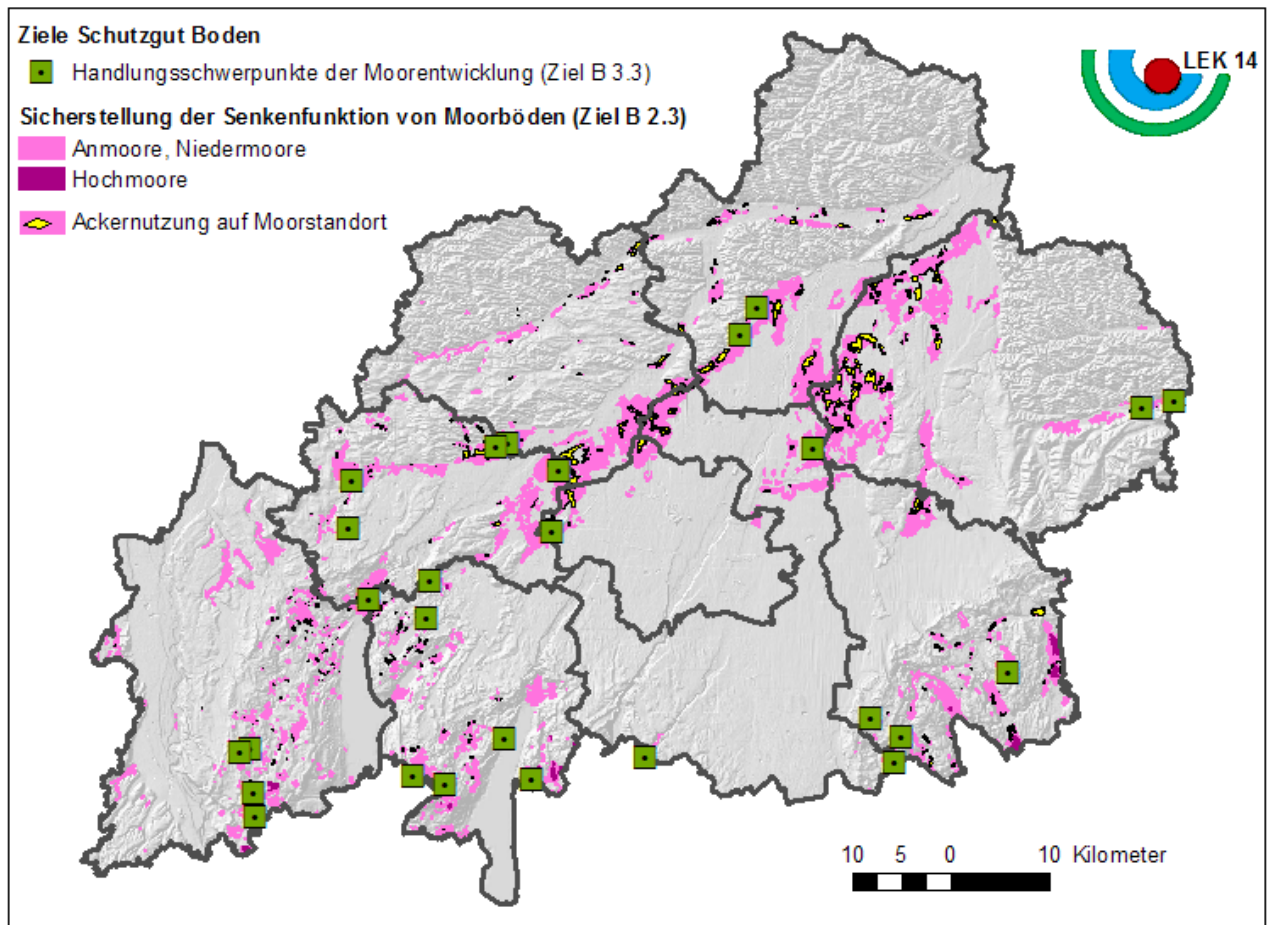 Ziele Schutzgut Boden
Handlungsschwerpunkte der Moorentwicklung (Ziel B 3.3)
Sicherstellung der Senkenfunktion von Moorböden (Ziel B 2.3)
Anmoore, Niedermoore
Hochmoore
Ackernutzung auf Moorstandort
LEK 14
10 5 0 10 Kilometer